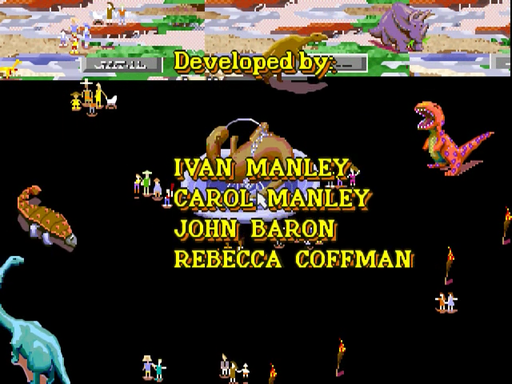 Developed by:
IVAN MANLEY
CAROL MANLEY
JOHN BARON
REBECCA COFFMAN